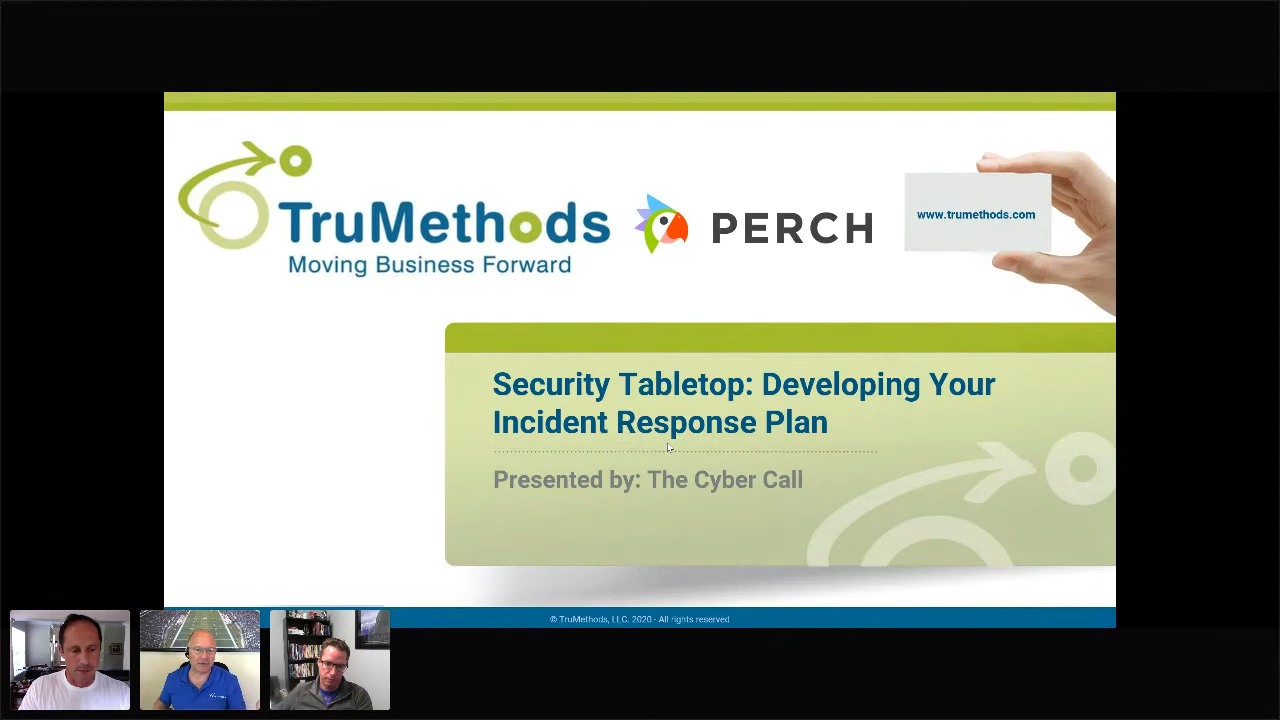 TruMethods
Moving Business Forward
PERCH
www.trumethods.com
Security Tabletop: Developing Your
Incident Response Plan
Presented by: The Cyber Call
© TruMethods, LLC. 2020 - All rights reserved